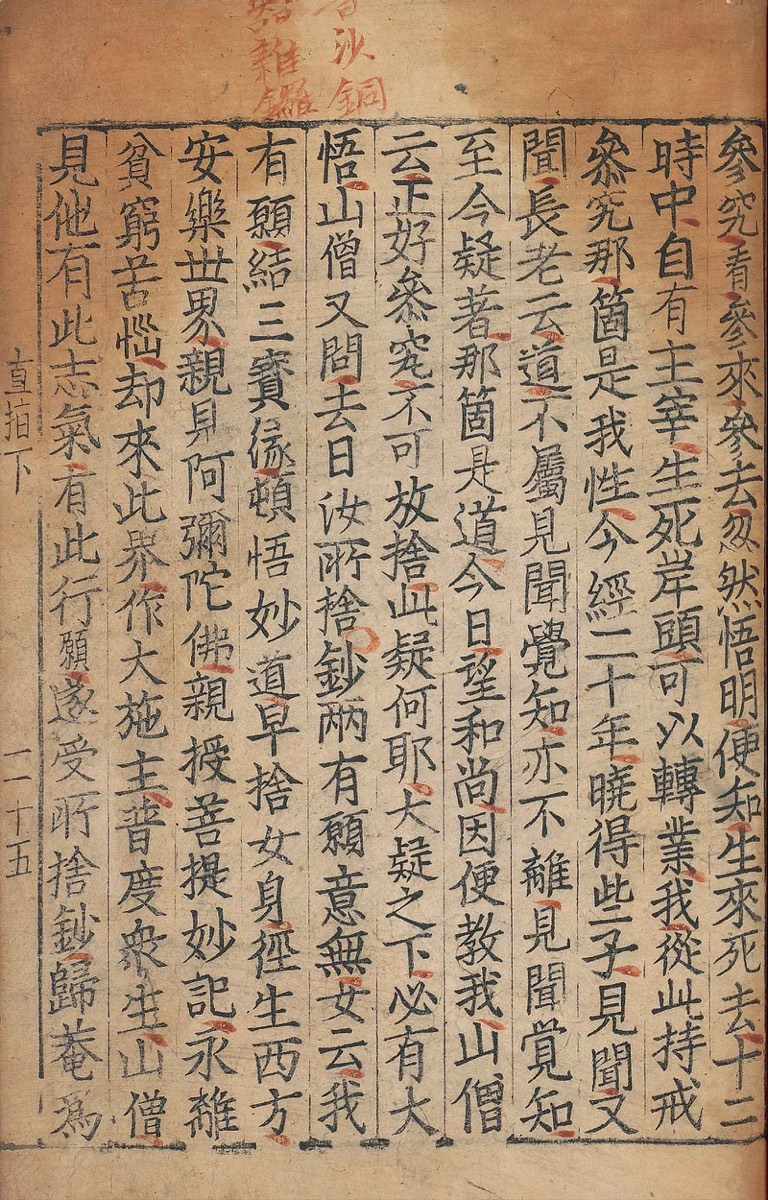 參究看參來參去忽然悟明便知生來死去十二
時中自有主宰生死岸頭可以轉業我從此持戒
叅究那箇是我性今經二十年曉得些子見聞又
聞長老云道不屬見聞覺知亦不離見聞覺知
至今疑著那箇是道今日望和尚因便教我山僧
云正好叅究不可放捨此疑何耶大疑之下必有大
悟山僧又問去日汝所捨鈔兩有願意無女云我
有願結三寶緣頓悟妙道早捨女身徑生西方
安樂世界親見阿彌陀佛親授菩提妙記永離
貧窮苦惱却來此界作大施主普度衆生山僧
見他有此志氣有此行願遂受所捨鈔歸菴爲
直指下
二十五
沙銅
雜鑼